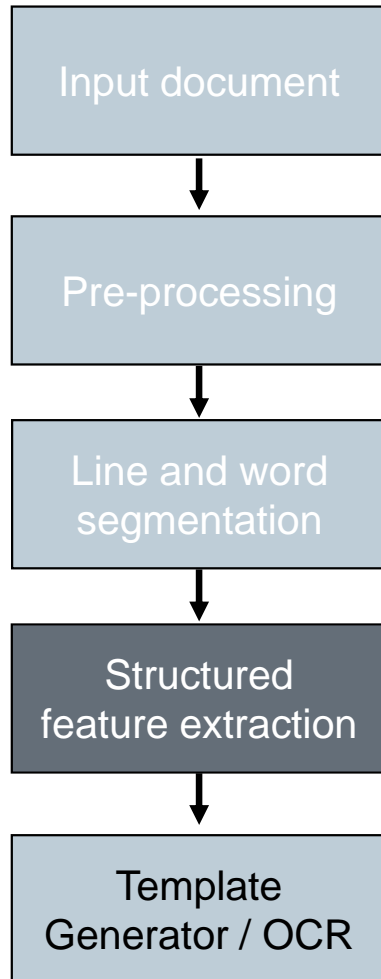 Input document
Pre-processing
Line and word
segmentation
Structured
feature extraction
Template
Generator / OCR